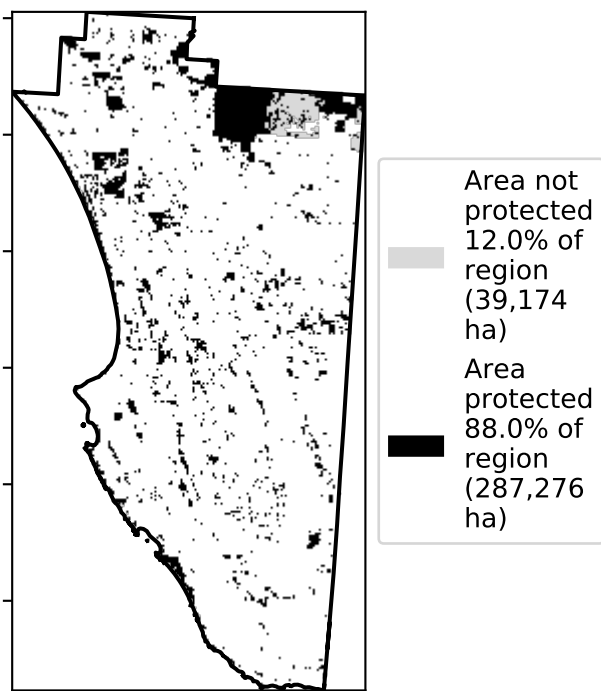 Area not
protected
12.0% of
region
(39,174
ha)
Area
protected
88.0% of
region
(287,276
ha)